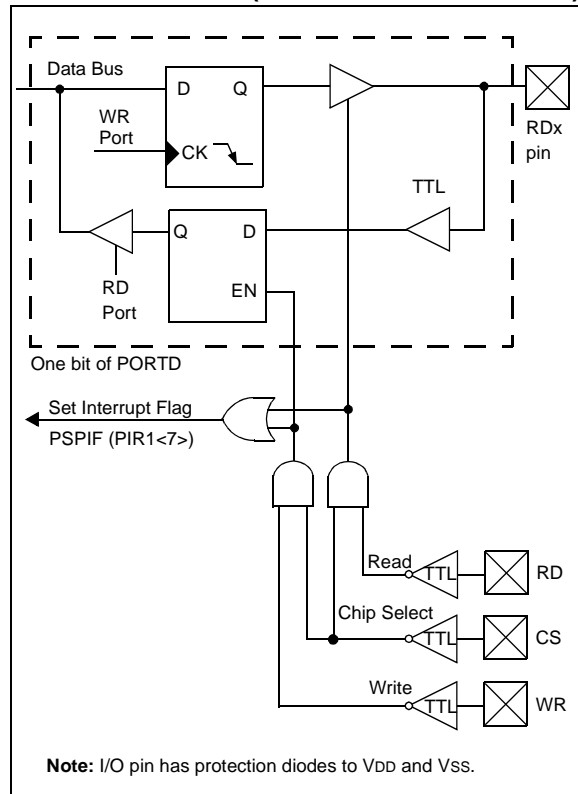 Data Bus
D Q
WR
Port
CK
RDx
pin
TTL
Q D
EN
RD
Port
One bit of PORTD
Set Interrupt Flag
PSPIF (PIR1<7>)
Read
TTL
RD
Chip Select
TTL
CS
Write
TTL
WR
Note: I/O pin has protection diodes to VDD and VSS.